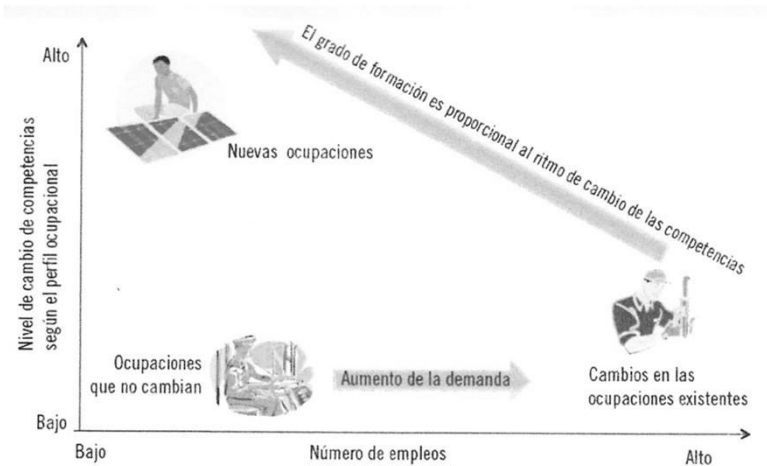 Alto
El grado de formación es proporcional al ritmo de cambio de las competencias
Nuevas ocupaciones
Nivel de cambio de competencias
según el perfil ocupacional
Ocupaciones
que no cambian
Aumento de la demanda
Cambios en las
ocupaciones existentes
Bajo
Bajo
Número de empleos
Alto